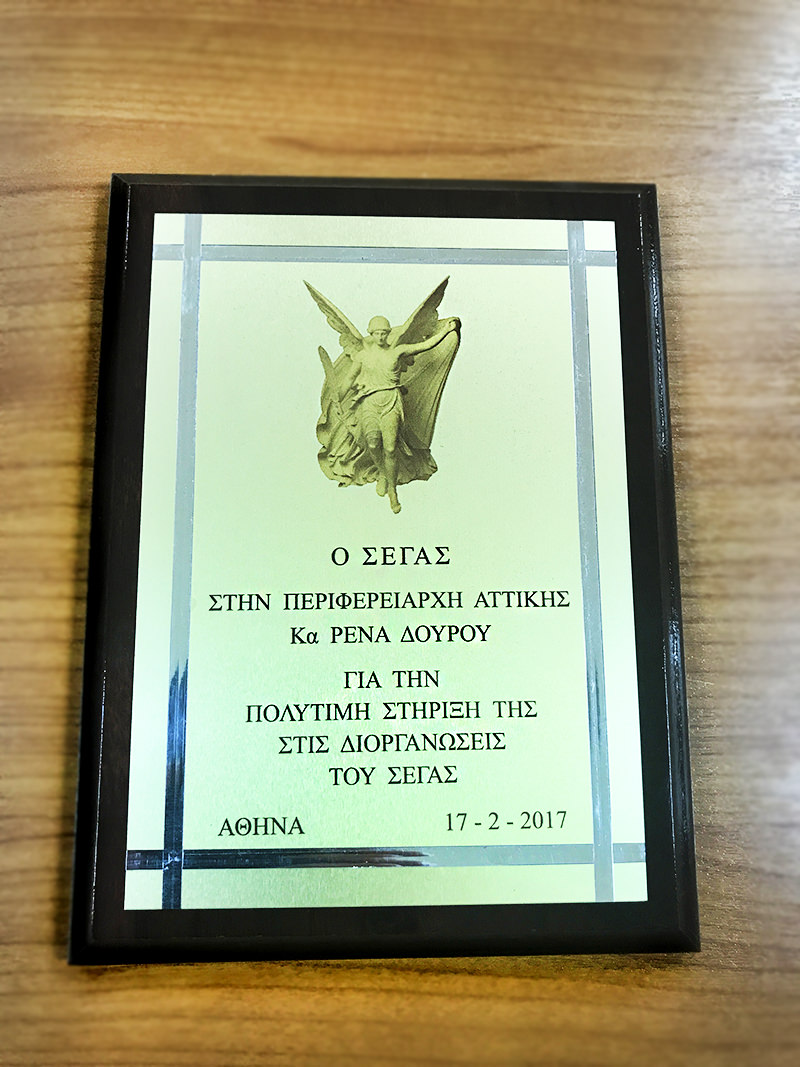 Ο ΣΕΓΑΣ
ΣΤΗΝ ΠΕΡΙΦΕΡΕΙΑΡΧΗ ΑΤΤΙΚΗΣ
Κα ΡΕΝΑ ΔΟΥΡΟΥ
ΓΙΑ ΤΗΝ
ΠΟΛΥΤΙΜΗ ΣΤΗΡΙΞΗ ΤΗΣ
ΣΤΙΣ ΔΙΟΡΓΑΝΩΣΕΙΣ
ΤΟΥ ΣΕΓΑΣ
ΑΘΗΝΑ 17 - 2 - 2017